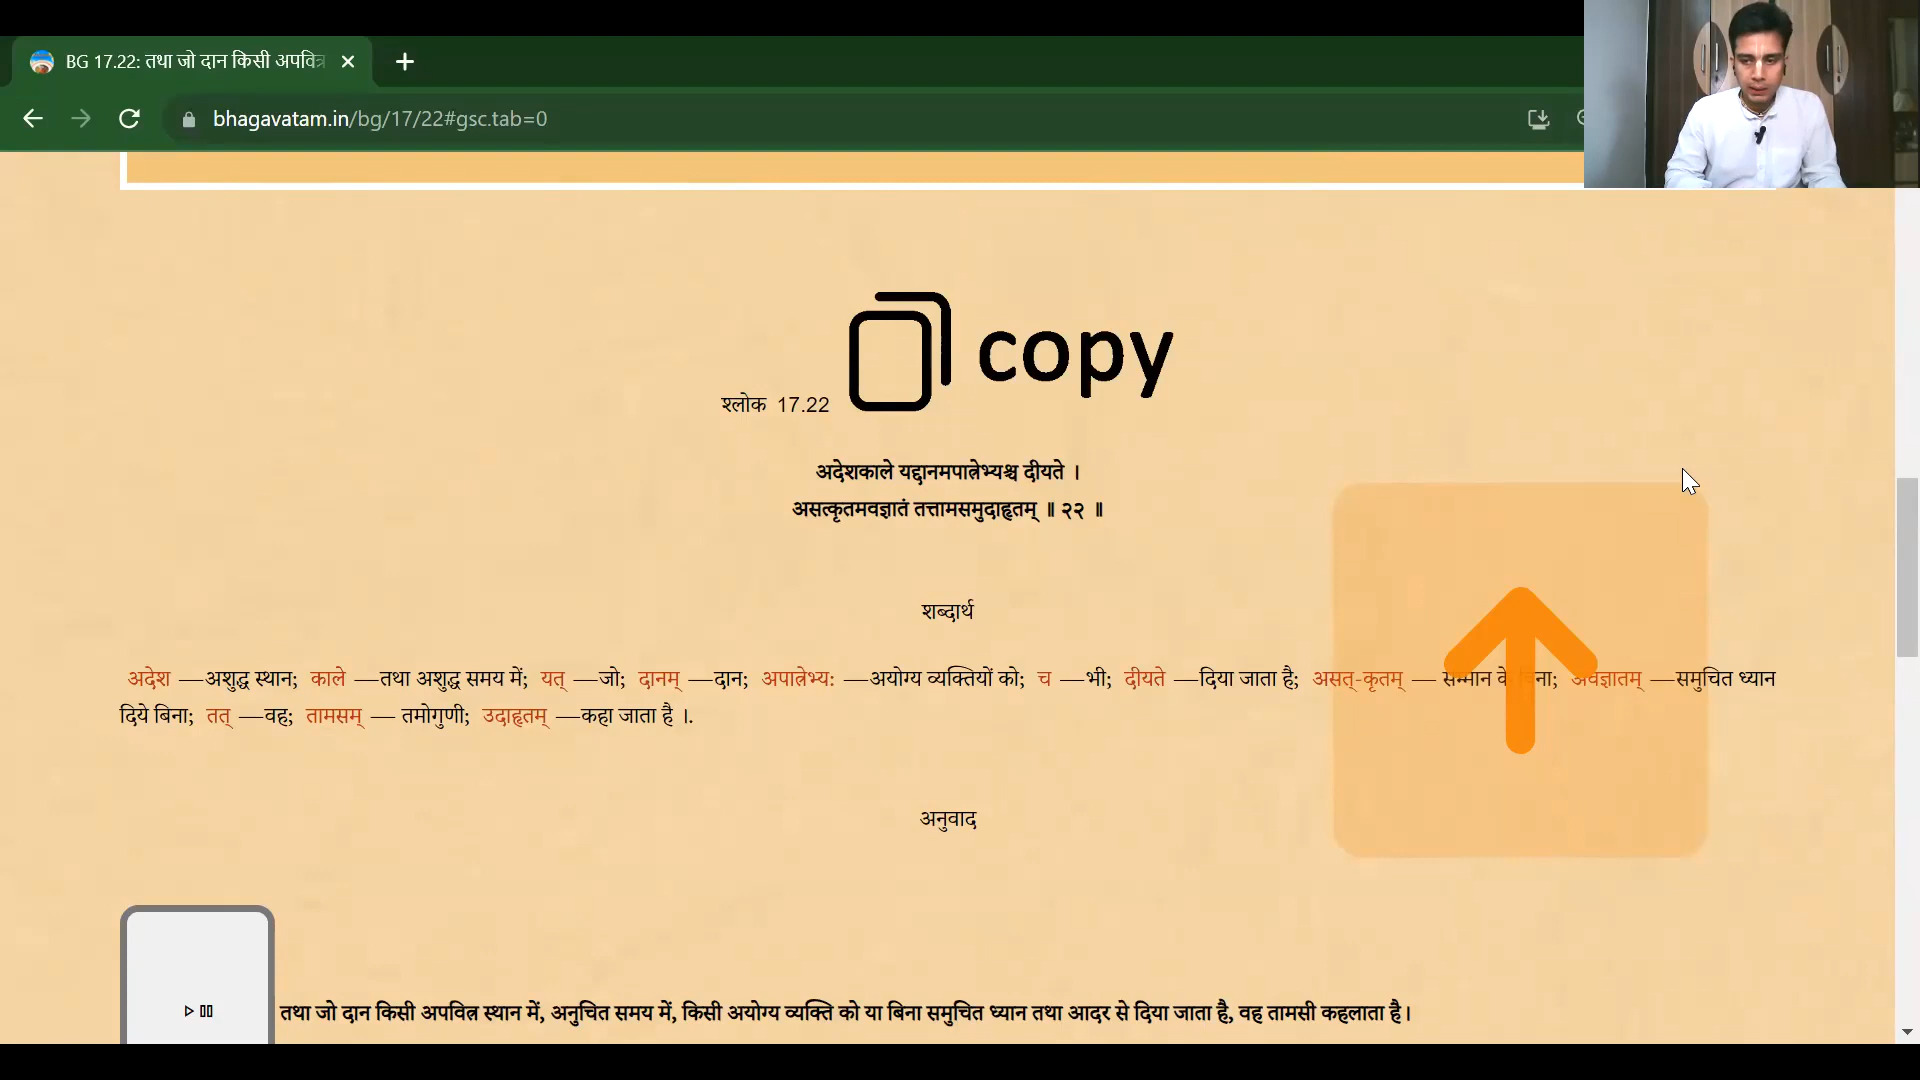 BG 17.22: तथा जो दान किसी अपवित्र
bhagavatam.in/bg/17/22#gsc.tab=0
copy
श्लोक 17.22
अदेशकाले यद्दानमपात्रेभ्यश्च दीयते ।
असत्कृतमवज्ञातं तत्तामसमुदाहृतम् ॥ २२ ॥
शब्दार्थ
अदेश —अशुद्ध स्थान; काले —तथा अशुद्ध समय में; यत् —जो; दानम् —दान; अपात्रेभ्य: —अयोग्य व्यक्तियों को; च —भी; दीयते —दिया जाता है; असत्-कृतम् — सम्मान के बिना; अवज्ञातम् —समुचित ध्यान
दिये बिना; तत् —वह; तामसम् — तमोगुणी; उदाहृतम् —कहा जाता है ।.
अनुवाद
तथा जो दान किसी अपवित्र स्थान में, अनुचित समय में, किसी अयोग्य व्यक्ति को या बिना समुचित ध्यान तथा आदर से दिया जाता है, वह तामसी कहलाता है।